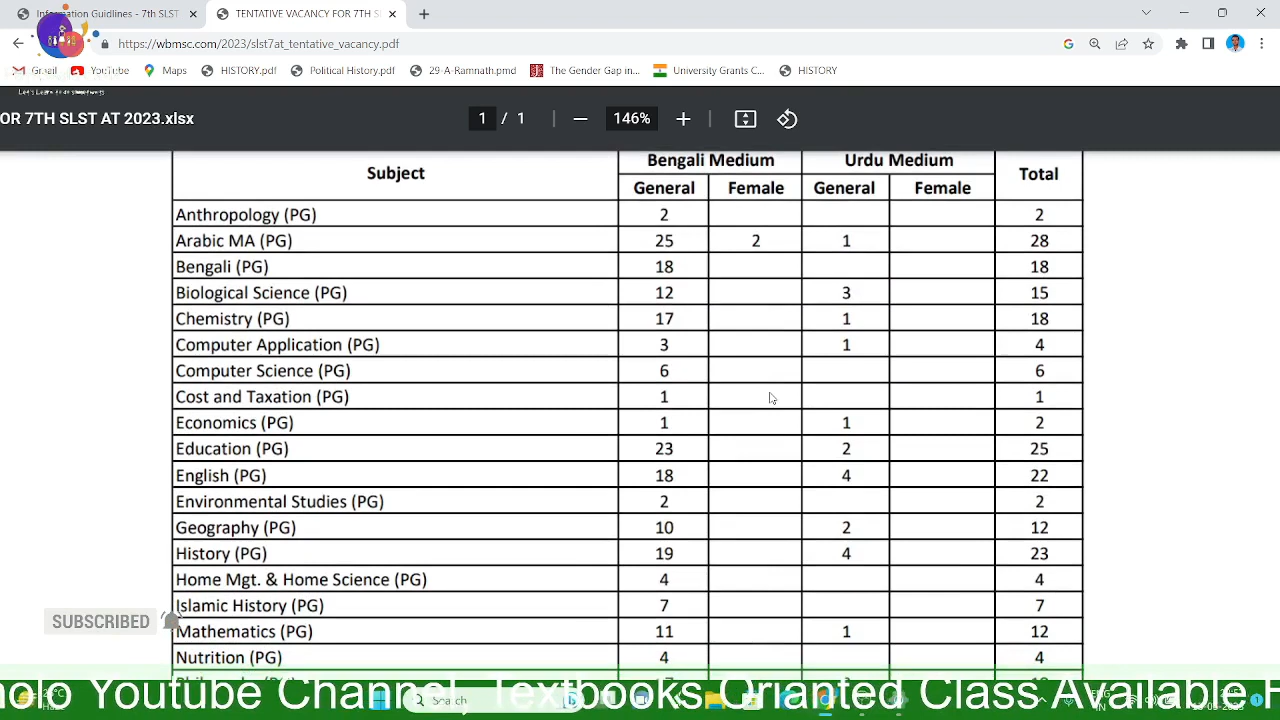 Information Guidlines - 7th SLST
TENTATIVE VACANCY FOR 7TH S
https://wbmsc.com/2023/slst7at_tentative_vacancy.pdf
Gmail YouTube Maps HISTORY.pdf Political History.pdf 29-A-Ramnath.pmd The Gender Gap in... University Grants C... HISTORY
OR 7TH SLST AT 2023.xlsx 1 / 1 146%
Subject Bengali Medium Urdu Medium Total
General Female General Female
Anthropology (PG) 2 2
Arabic MA (PG) 25 2 1 28
Bengali (PG) 18 18
Biological Science (PG) 12 3 15
Chemistry (PG) 17 1 18
Computer Application (PG) 3 1 4
Computer Science (PG) 6 6
Cost and Taxation (PG) 1 1
Economics (PG) 1 1 2
Education (PG) 23 2 25
English (PG) 18 4 22
Environmental Studies (PG) 2 2
Geography (PG) 10 2 12
History (PG) 19 4 23
Home Mgt. & Home Science (PG) 4 4
Islamic History (PG) 7 7
SUBSCRIBED
Mathematics (PG) 11 1 12
Nutrition (PG) 4 4
Youtube Channel, Textbooks Orianted Class Available
Search